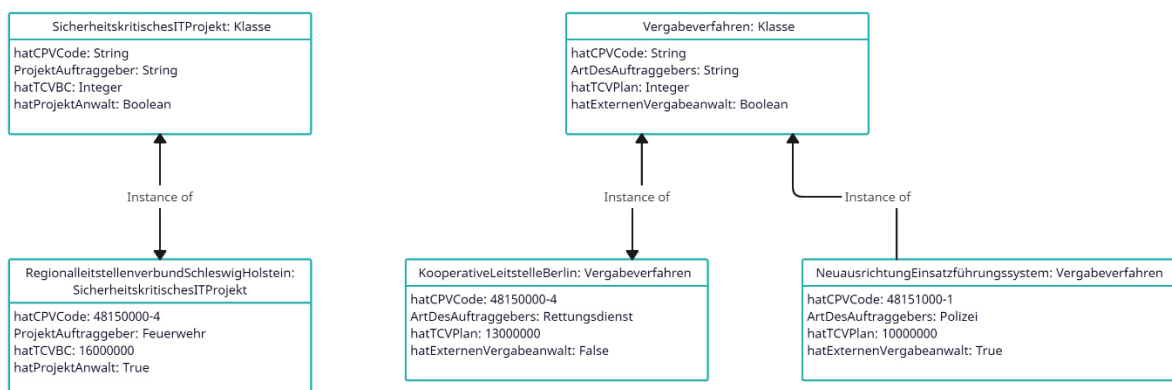 SicherheitskritischesITProjekt: Klasse
hatCPVCode: String
ProjektAuftraggeber: String
hatTCVBC: Integer
hatProjektAnwalt: Boolean
Vergabeverfahren: Klasse
hatCPVCode: String
ArtDesAuftraggebers: String
hatTCVPlan: Integer
hatExternenVergabeanwalt: Boolean
Instance of
Instance of
Instance of
RegionalleitstellenverbundSchleswigHolstein:
SicherheitskritischesITProjekt
hatCPVCode: 48150000-4
ProjektAuftraggeber: Feuerwehr
hatTCVBC: 16000000
hatProjektAnwalt: True
KooperativeLeitstelleBerlin: Vergabeverfahren
hatCPVCode: 48150000-4
ArtDesAuftraggebers: Rettungsdienst
hatTCVPlan: 13000000
hatExternenVergabeanwalt: False
NeuausrichtungEinsatzführungssystem: Vergabeverfahren
hatCPVCode: 48151000-1
ArtDesAuftraggebers: Polizei
hatTCVPlan: 10000000
hatExternenVergabeanwalt: True